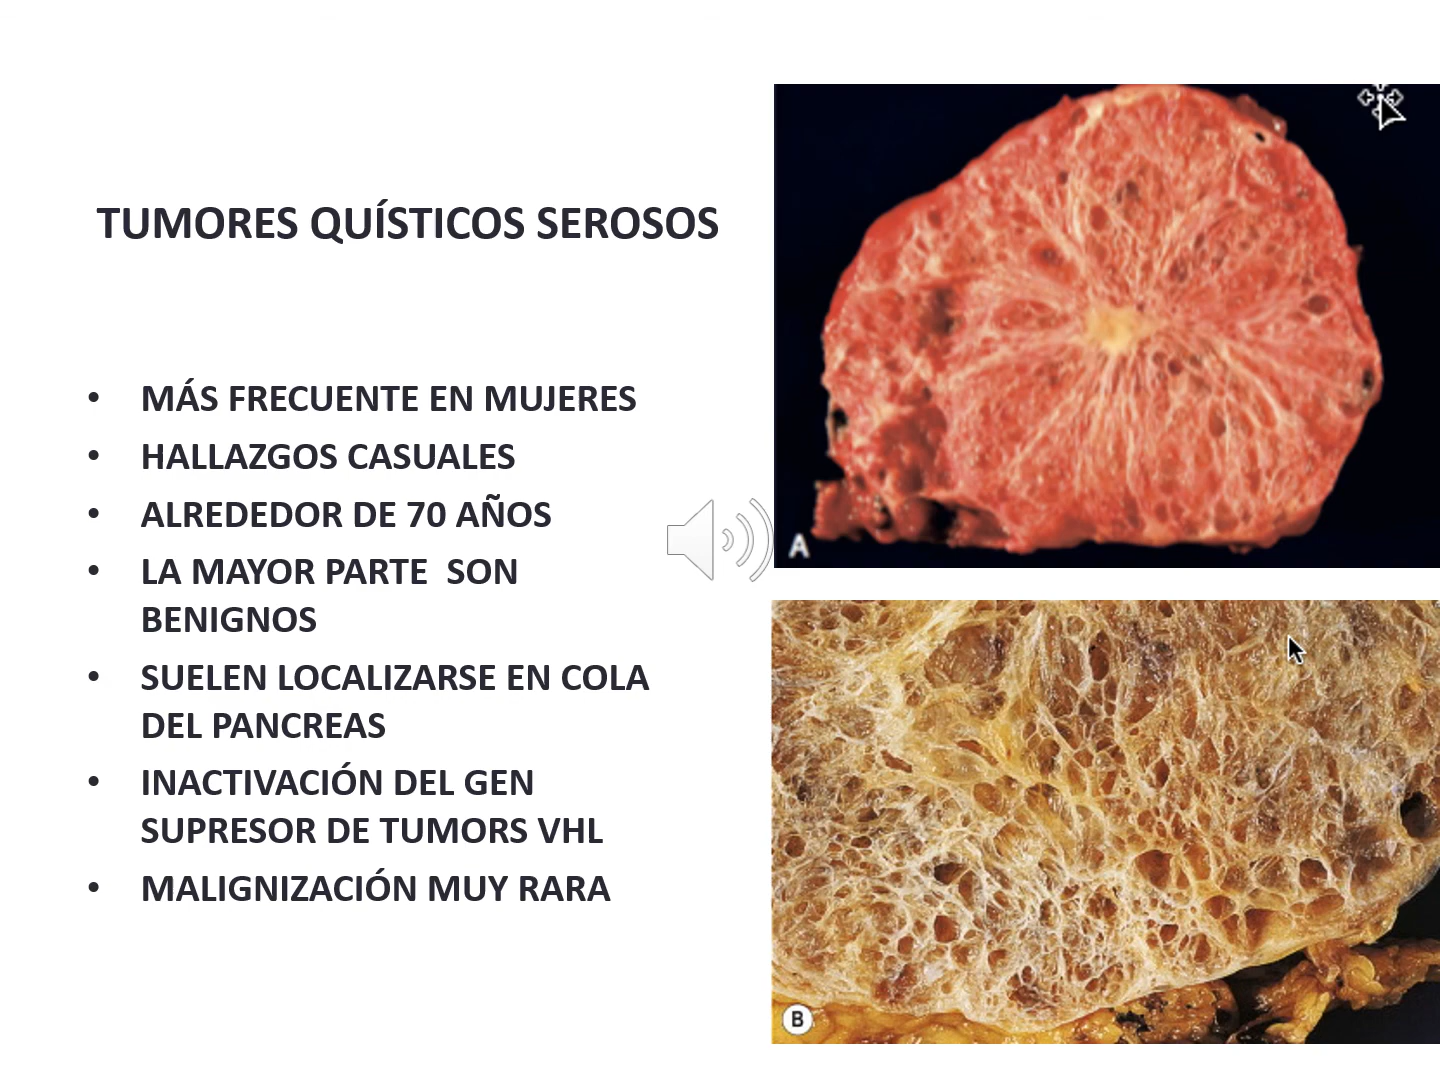 TUMORES QUÍSTICOS SEROSOS
• MÁS FRECUENTE EN MUJERES
• HALLAZGOS CASUALES
• ALREDEDOR DE 70 AÑOS
• LA MAYOR PARTE  SON
BENIGNOS
• SUELEN LOCALIZARSE EN COLA
DEL PANCREAS
• INACTIVACIÓN DEL GEN
SUPRESOR DE TUMORS VHL
• MALIGNIZACIÓN MUY RARA
A
B